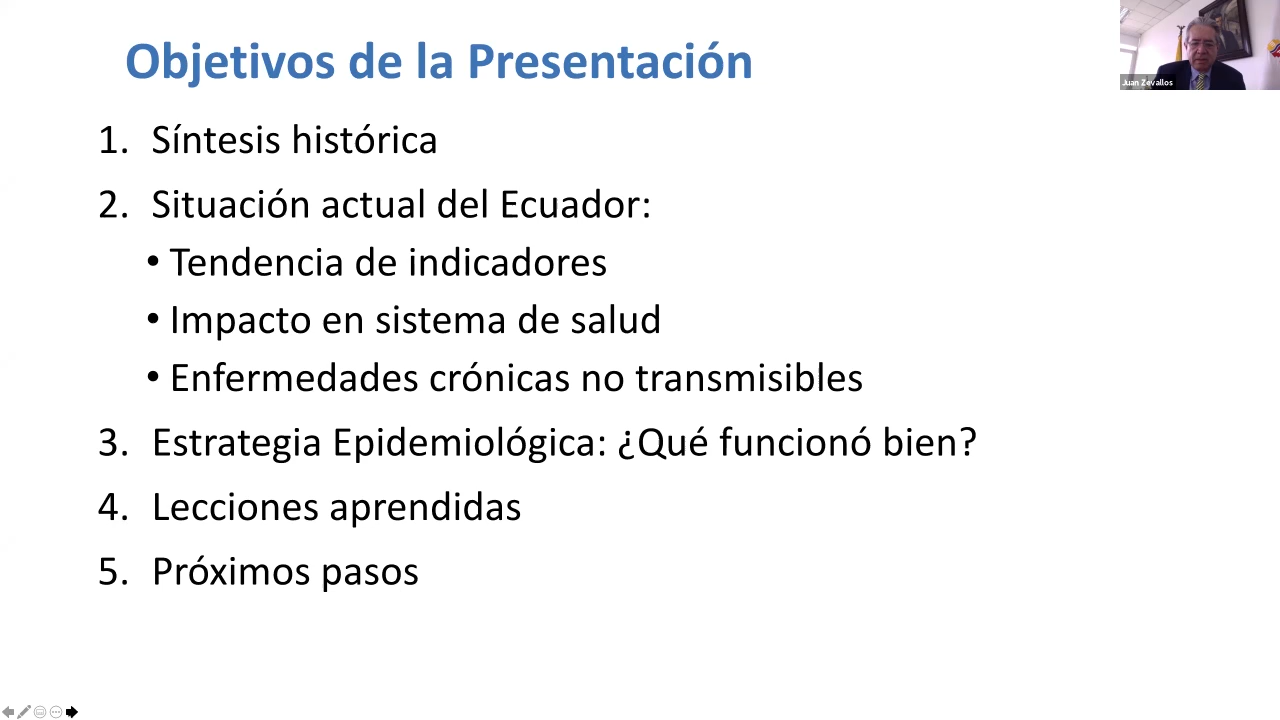 Objetivos de la Presentación
Juan Zevallos
1. Síntesis histórica
2. Situación actual del Ecuador:
• Tendencia de indicadores
• Impacto en sistema de salud
• Enfermedades crónicas no transmisibles
3. Estrategia Epidemiológica: ¿Qué funcionó bien?
4. Lecciones aprendidas
5. Próximos pasos